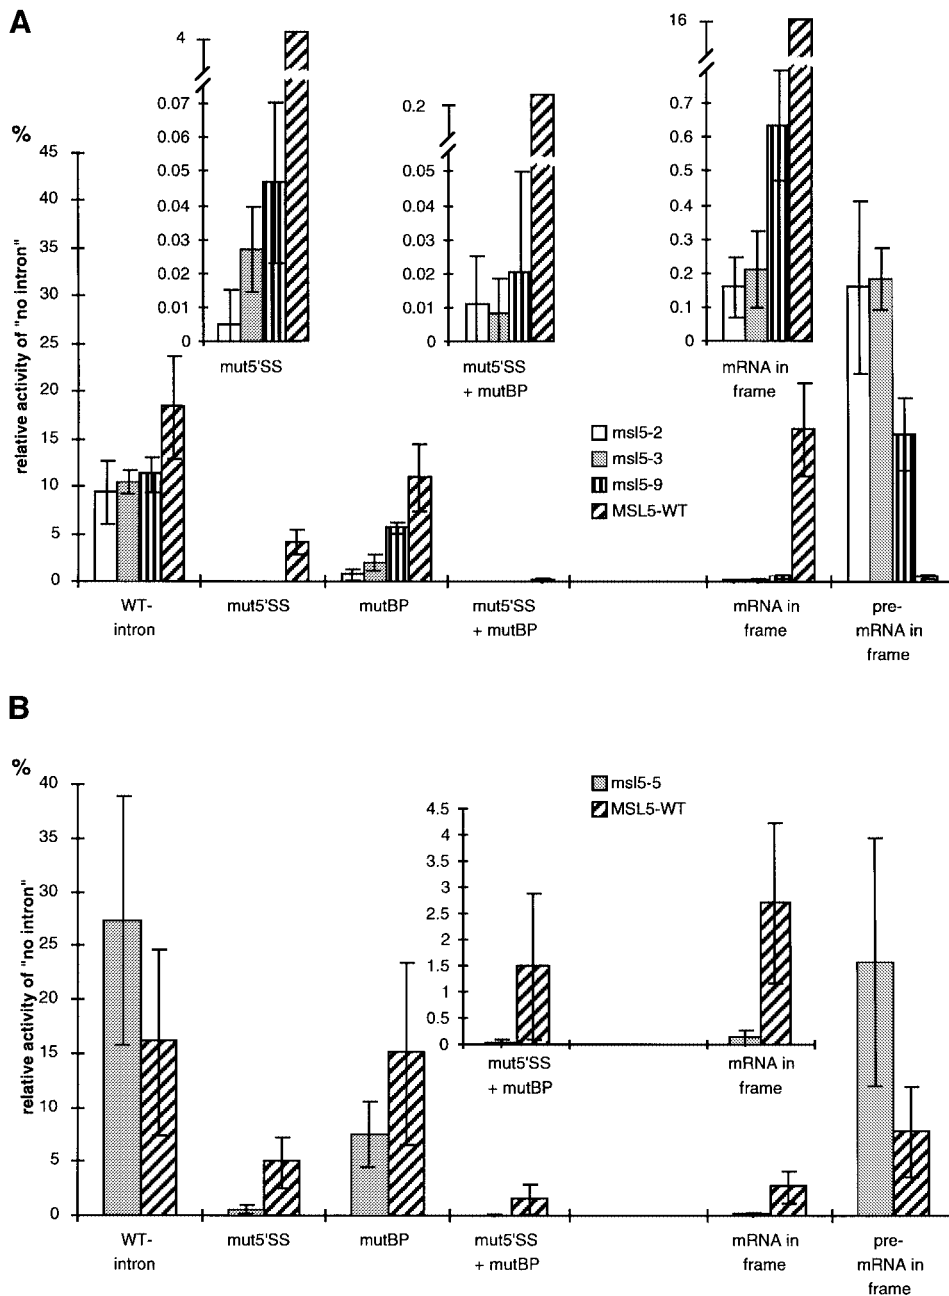 A
%
relative activity of "no intron"
45
40
35
30
25
20
15
10
5
0
4
0.07
0.06
0.05
0.04
0.03
0.02
0.01
0
mut5'SS
0.2
0.05
0.04
0.03
0.02
0.01
0
mut5'SS
+ mutBP
16
0.7
0.6
0.5
0.4
0.3
0.2
0.1
0
mRNA in
frame
msl5-2
msl5-3
msl5-9
MSL5-WT
WT-
intron
mut5'SS
mutBP
mut5'SS
+ mutBP
mRNA in
frame
pre-
mRNA in
frame
B
%
relative activity of "no intron"
40
35
30
25
20
15
10
5
0
4.5
4
3.5
3
2.5
2
1.5
1
0.5
0
mut5'SS
+ mutBP
mRNA in
frame
msl5-5
MSL5-WT
WT-
intron
mut5'SS
mutBP
mut5'SS
+ mutBP
mRNA in
frame
pre-
mRNA in
frame